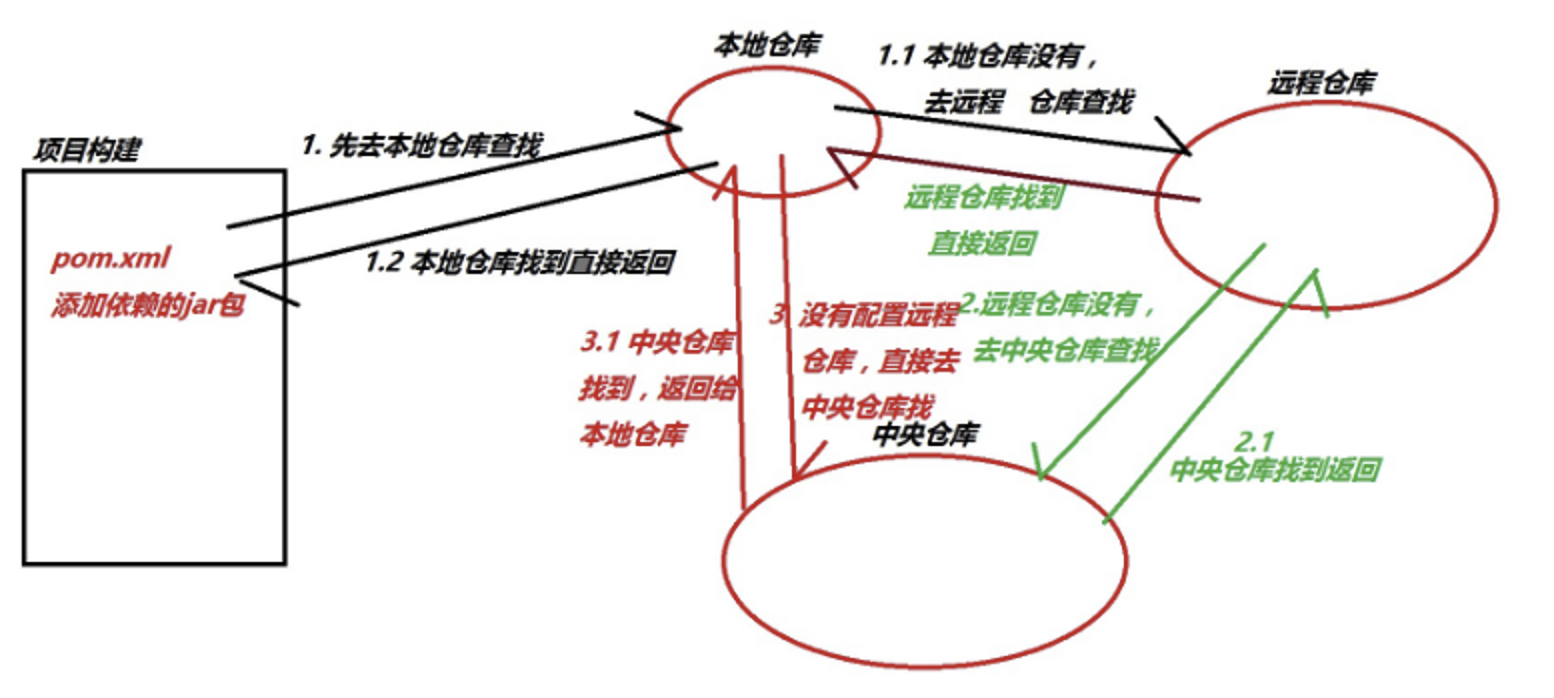 本地仓库
1.1 本地仓库没有，
去远程 仓库查找
远程仓库
项目构建
1. 先去本地仓库查找
pom.xml
添加依赖的jar包
1.2 本地仓库找到直接返回
远程仓库找到
直接返回
3.1 中央仓库
找到，返回给
本地仓库
3. 没有配置远程
仓库，直接去
中央仓库找
2.远程仓库没有，
去中央仓库查找
中央仓库
2.1
中央仓库找到返回